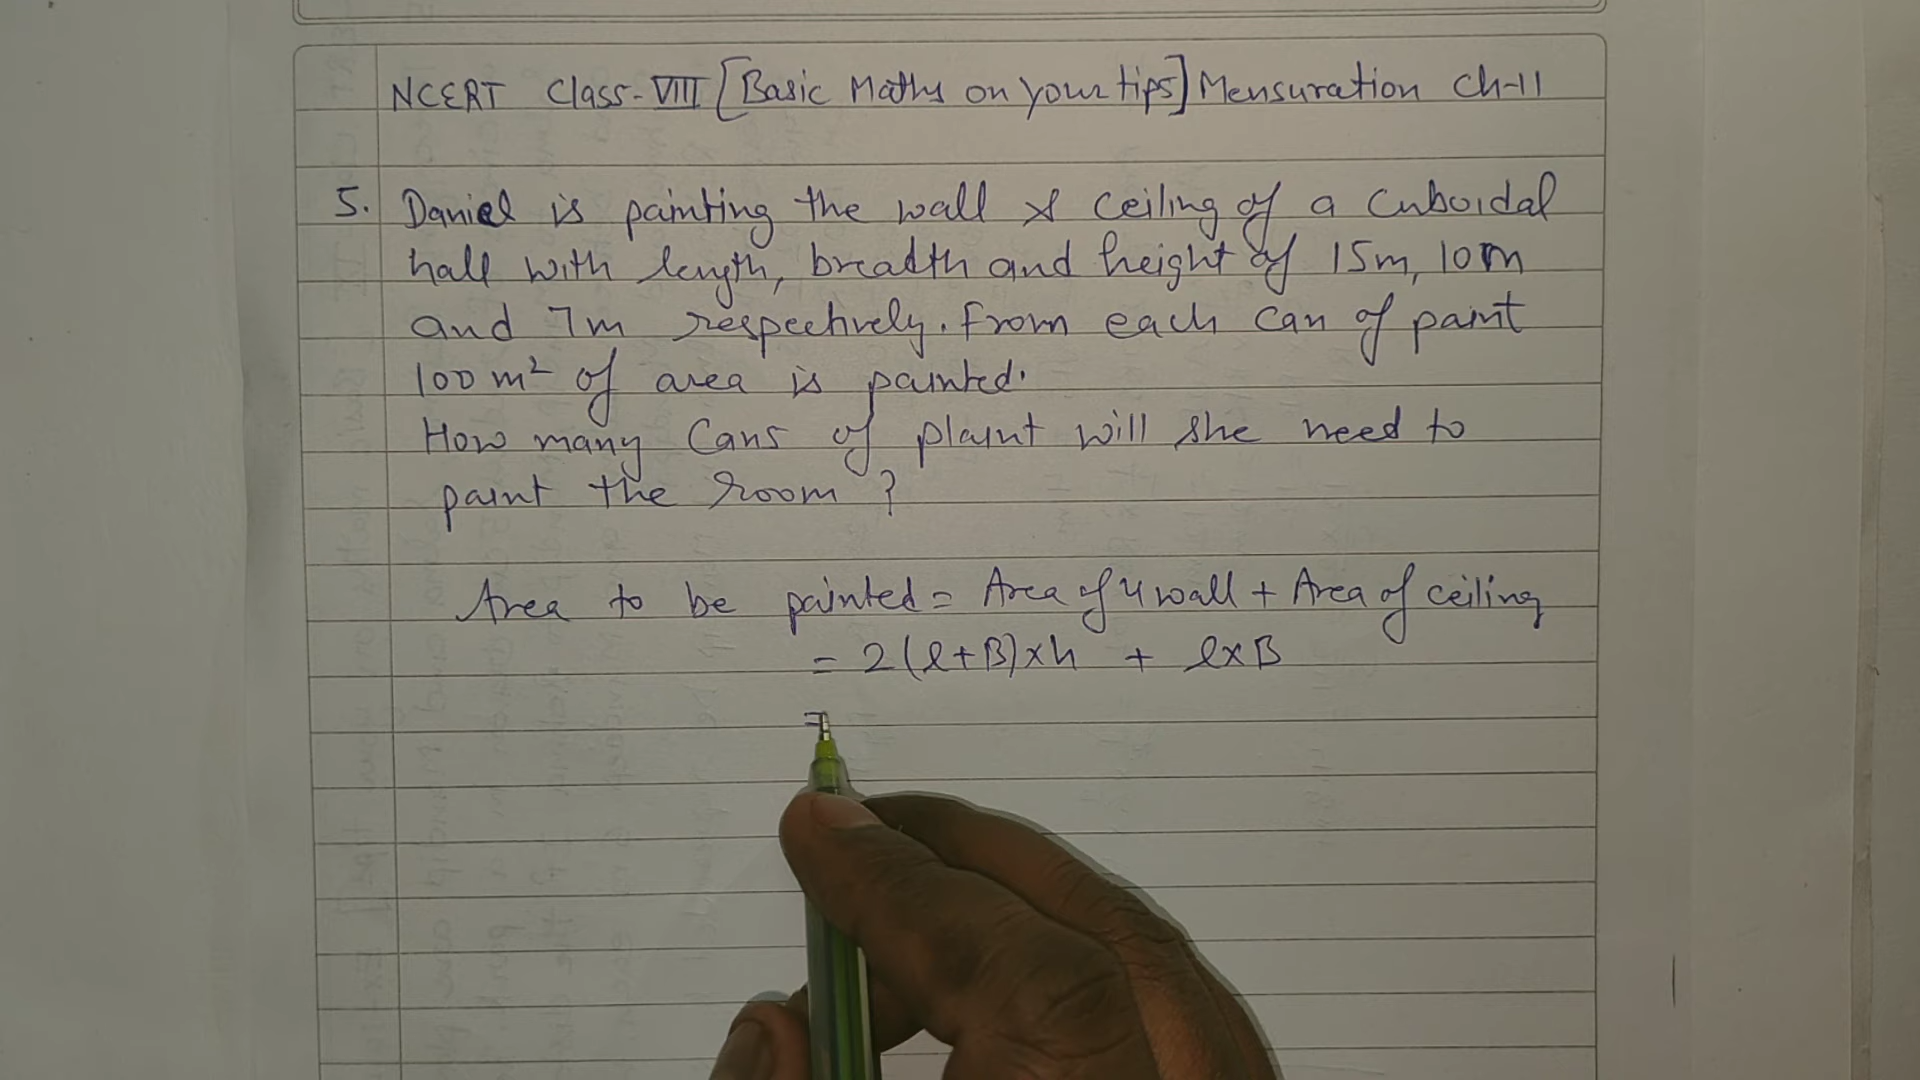 NCERT Class-VIII [Basic Maths on your tips] Mensuration Ch-11
5. Daniel is painting the wall & ceiling of a cuboidal
hall with length, breadth and height of 15m, 10m
and 7m respectively. From each can of paint
100 m² of area is painted.
How many Cans of plaint will she need to
paint the room?
Area to be painted = Area of 4 wall + Area of ceiling
= 2(l+B)×h + l×B
=